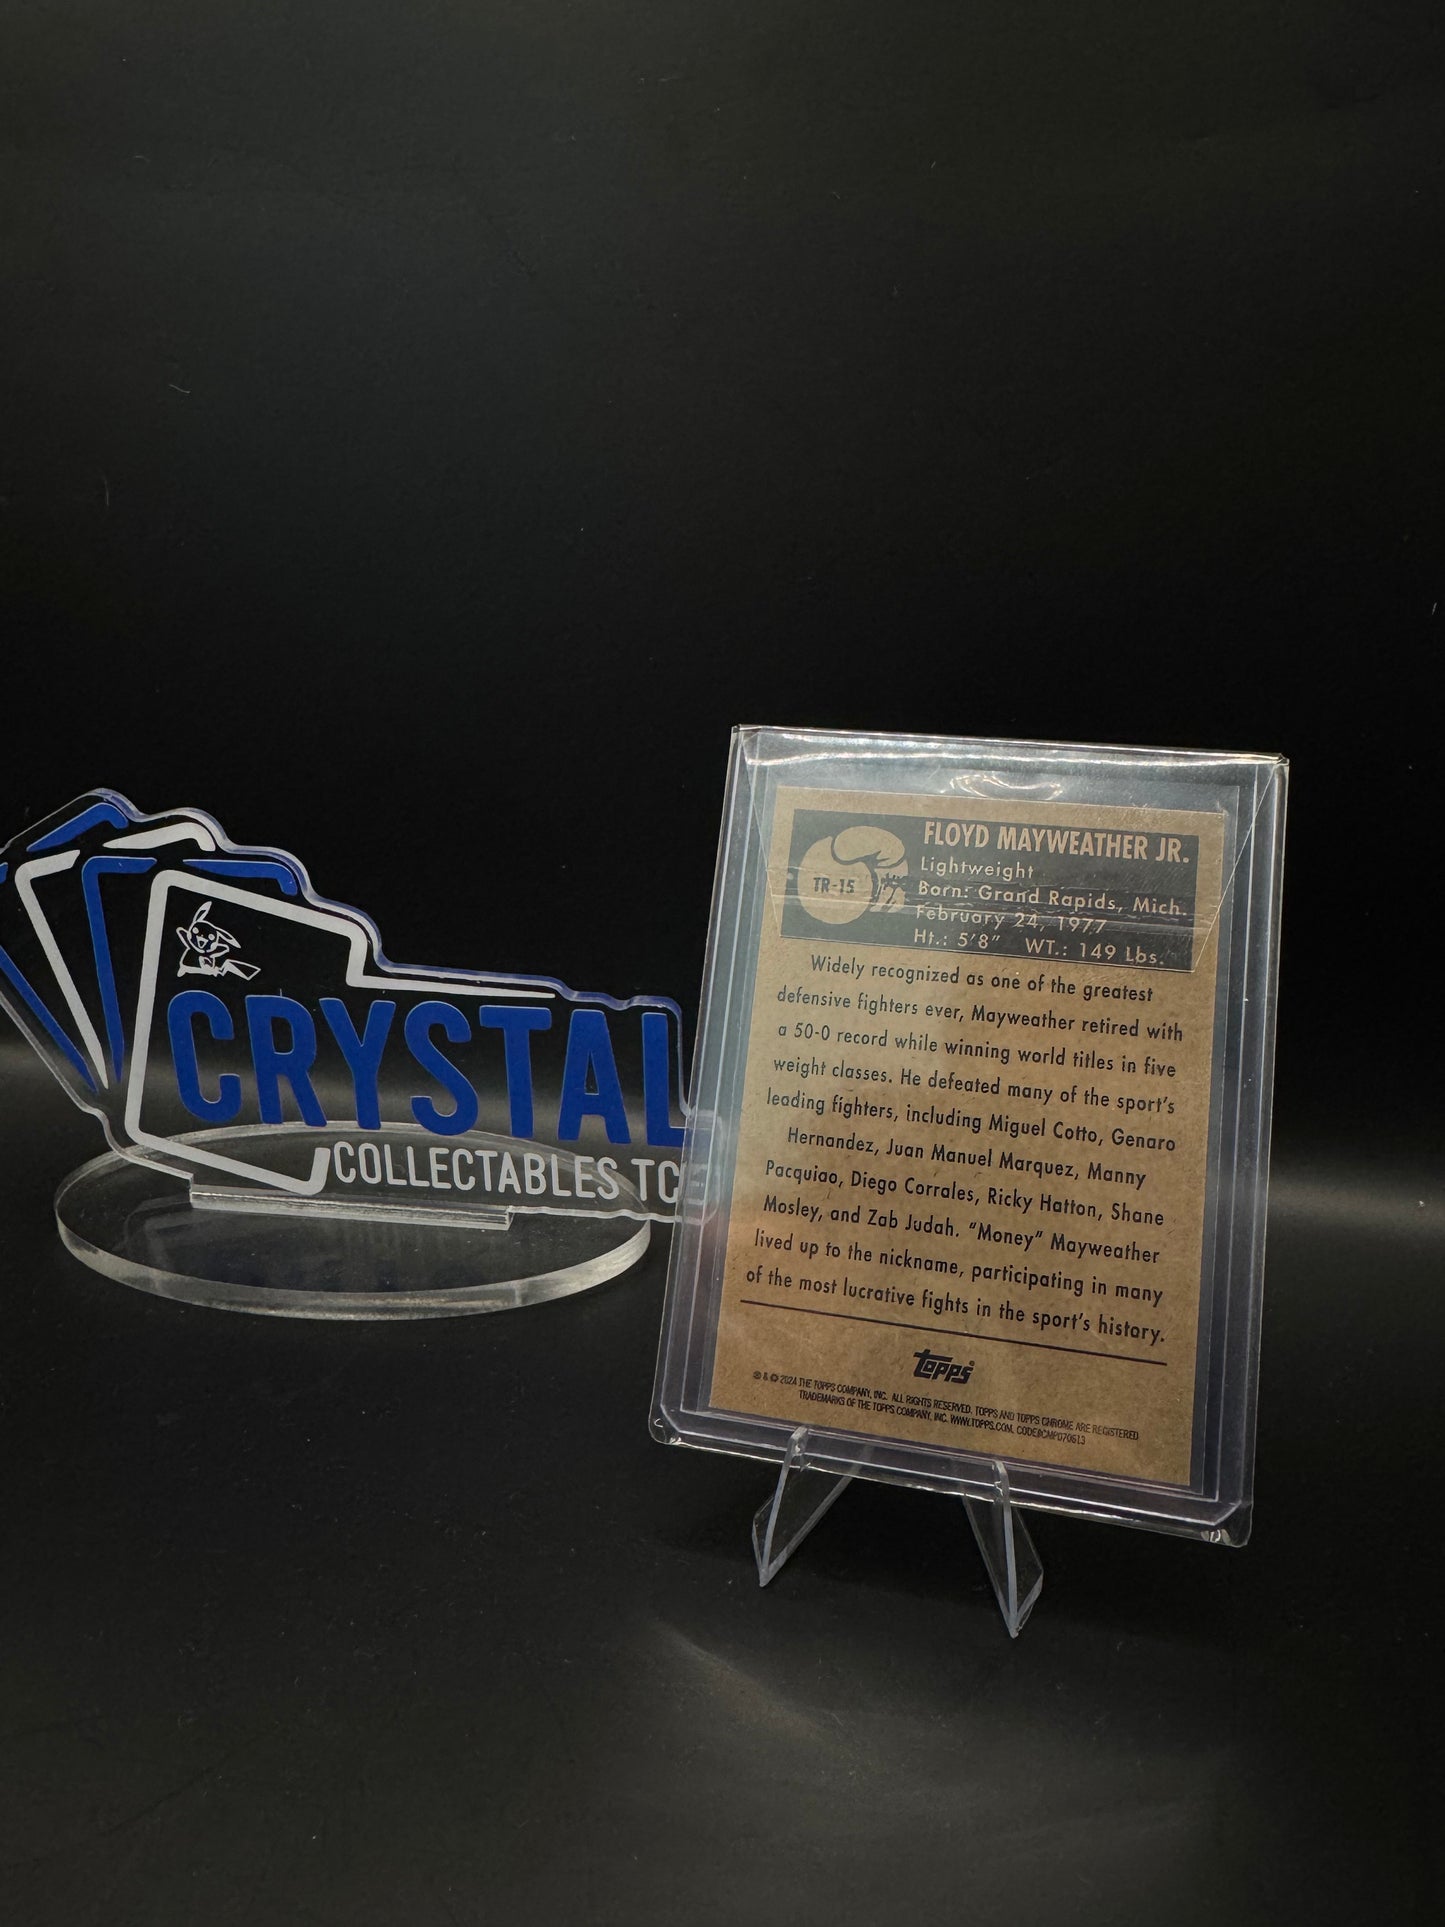 CRYSTAL
COLLECTABLES TCG
FLOYD MAYWEATHER JR.
TR-15
Lightweight
Born: Grand Rapids, Mich.
February 24, 1977
Ht.: 5'8" WT.: 149 Lbs.
Widely recognized as one of the greatest
defensive fighters ever, Mayweather retired with
a 50-0 record while winning world titles in five
weight classes. He defeated many of the sport's
leading fighters, including Miguel Cotto, Genaro
Hernandez, Juan Manuel Marquez, Manny
Pacquiao, Diego Corrales, Ricky Hatton, Shane
Mosley, and Zab Judah. "Money" Mayweather
lived up to the nickname, participating in many
of the most lucrative fights in the sport's history.
topps
® & © 2024 THE TOPPS COMPANY, INC. ALL RIGHTS RESERVED. TOPPS AND TOPPS CHROME ARE REGISTERED
TRADEMARKS OF THE TOPPS COMPANY, INC. WWW.TOPPS.COM. CODE#CMP070613